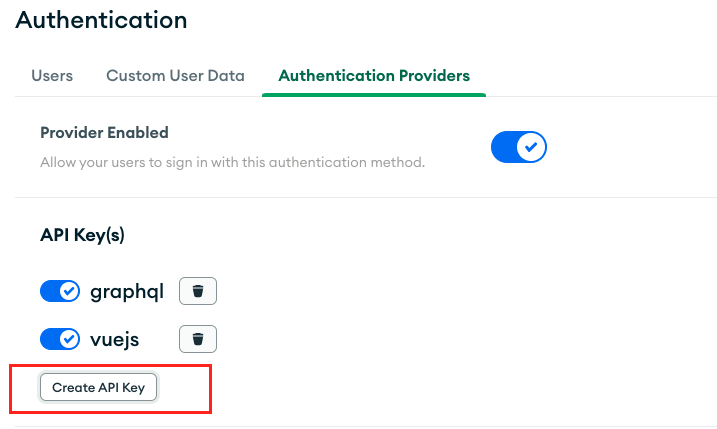 Authentication
Users Custom User Data Authentication Providers
Provider Enabled
Allow your users to sign in with this authentication method.
API Key(s)
graphql
vuejs
Create API Key